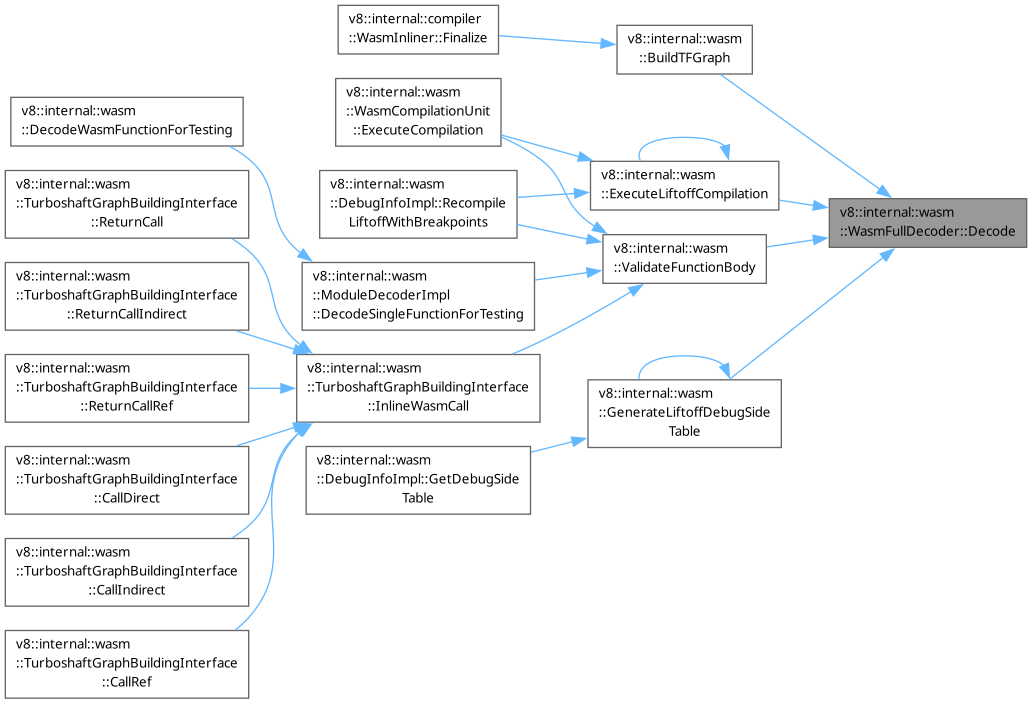 v8::internal::compiler
::WasmInliner::Finalize
v8::internal::wasm
::BuildTFGraph
v8::internal::wasm
::WasmCompilationUnit
::ExecuteCompilation
v8::internal::wasm
::DecodeWasmFunctionForTesting
v8::internal::wasm
::ExecuteLiftoffCompilation
v8::internal::wasm
::TurboshaftGraphBuildingInterface
::ReturnCall
v8::internal::wasm
::DebugInfoImpl::Recompile
LiftoffWithBreakpoints
v8::internal::wasm
::WasmFullDecoder::Decode
v8::internal::wasm
::ValidateFunctionBody
v8::internal::wasm
::TurboshaftGraphBuildingInterface
::ReturnCallIndirect
v8::internal::wasm
::ModuleDecoderImpl
::DecodeSingleFunctionForTesting
v8::internal::wasm
::TurboshaftGraphBuildingInterface
::ReturnCallRef
v8::internal::wasm
::TurboshaftGraphBuildingInterface
::InlineWasmCall
v8::internal::wasm
::GenerateLiftoffDebugSide
Table
v8::internal::wasm
::TurboshaftGraphBuildingInterface
::CallDirect
v8::internal::wasm
::DebugInfoImpl::GetDebugSide
Table
v8::internal::wasm
::TurboshaftGraphBuildingInterface
::CallIndirect
v8::internal::wasm
::TurboshaftGraphBuildingInterface
::CallRef